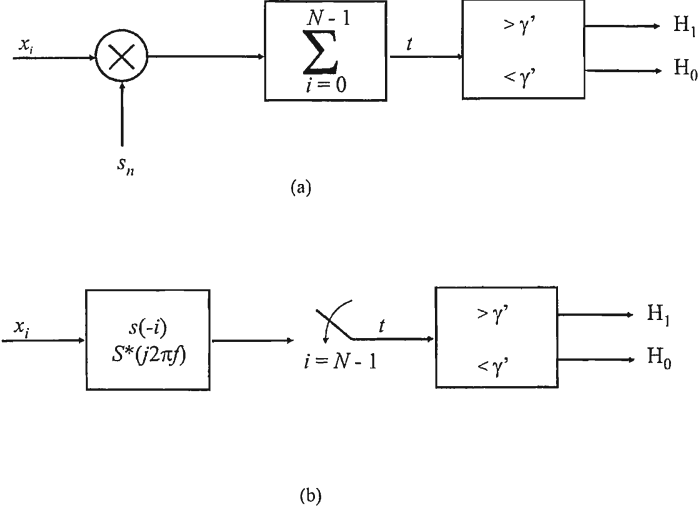 x_i
s_n
N - 1
∑
i = 0
t
> γ'
< γ'
H_1
H_0
(a)
x_i
s(-i)
S*(j2πf)
i = N - 1
t
> γ'
< γ'
H_1
H_0
(b)